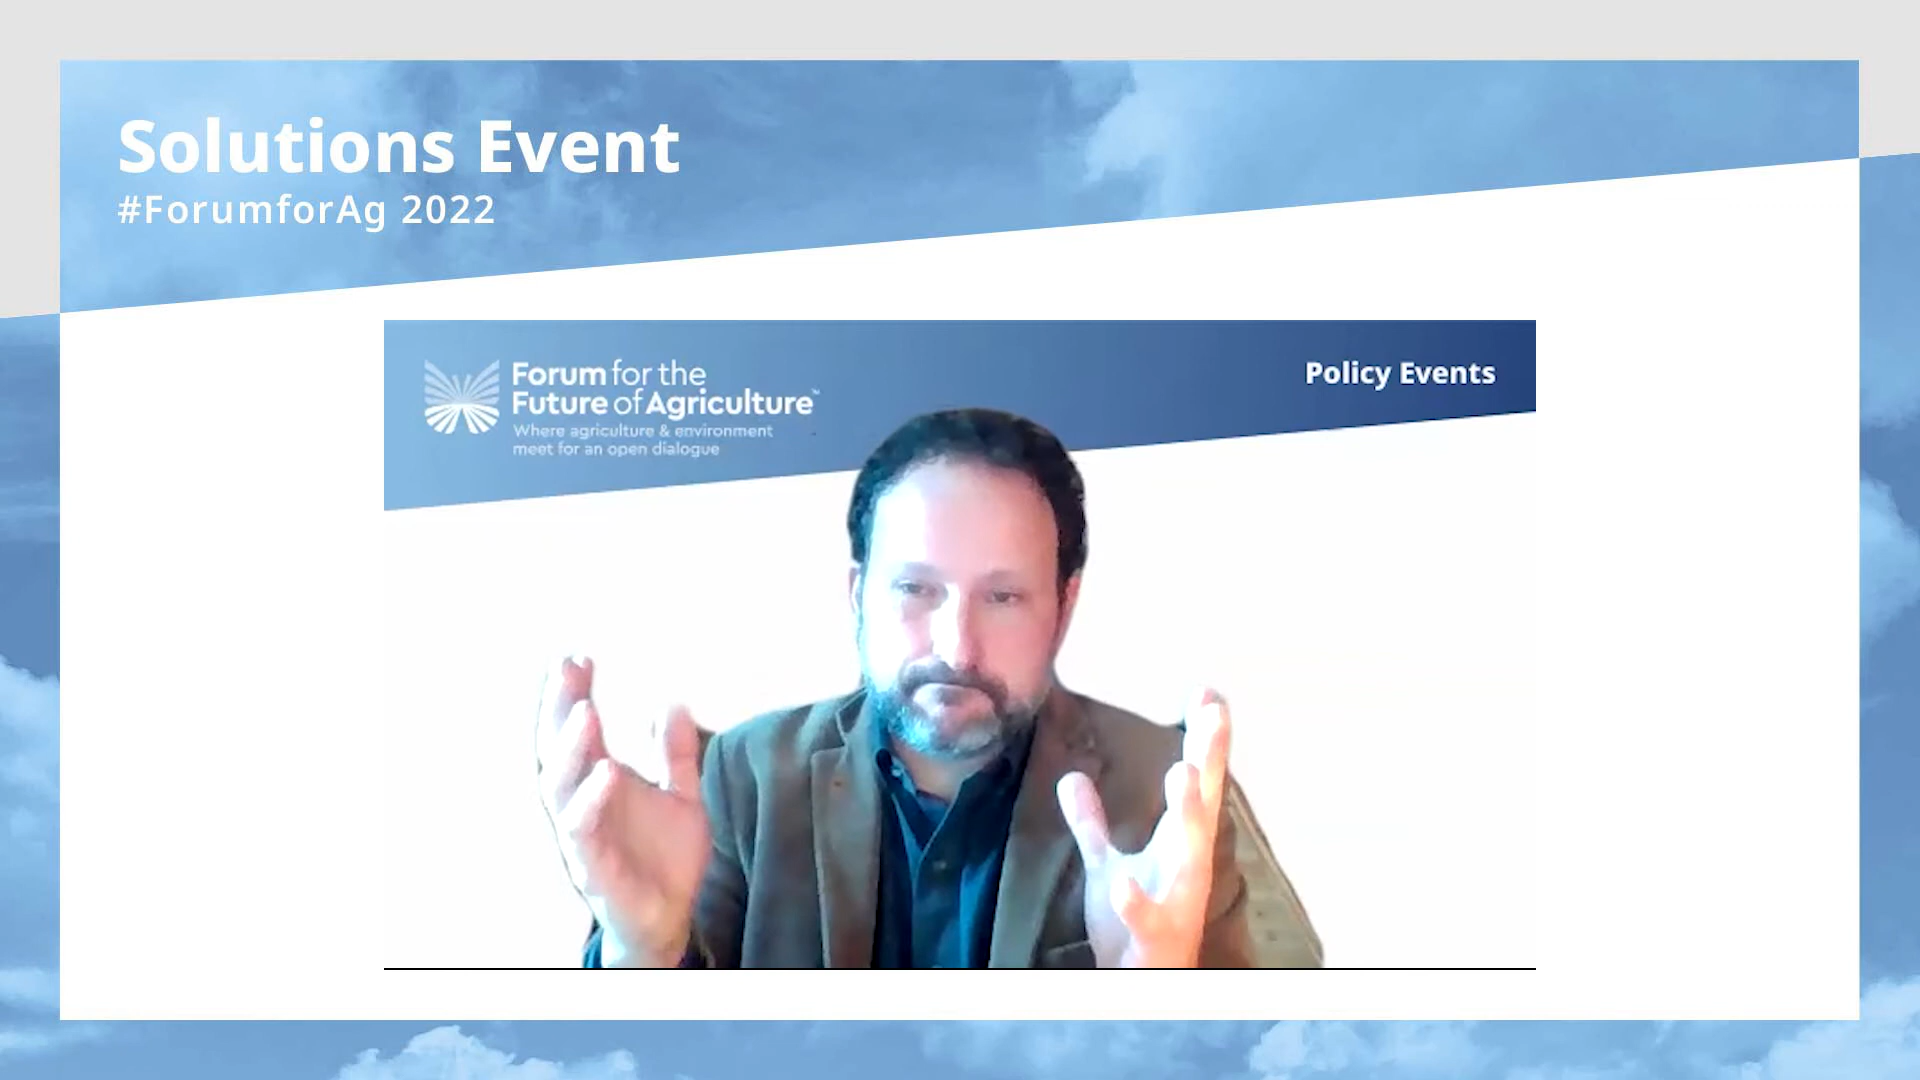 Solutions Event
#ForumforAg 2022
Forum for the
Future of Agriculture™
Where agriculture & environment
meet for an open dialogue
Policy Events